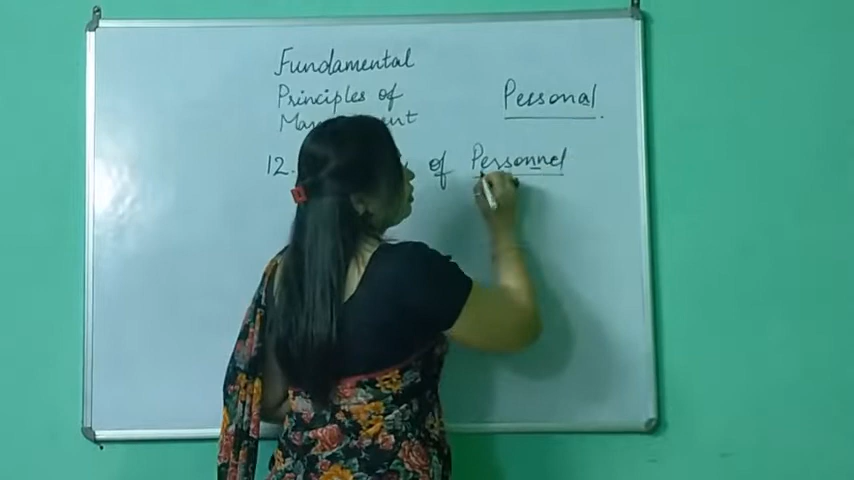 Fundamental
Principles of
Personal
12. of Personnel